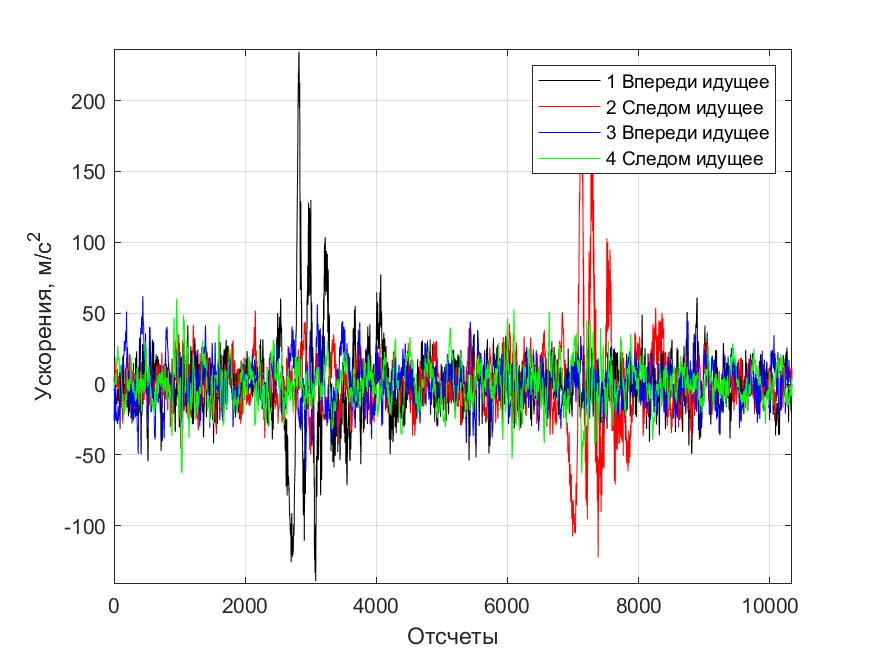 200
150
100
50
0
-50
-100
Ускорения, м/с²
1 Впереди идущее
2 Следом идущее
3 Впереди идущее
4 Следом идущее
0 2000 4000 6000 8000 10000
Отсчеты